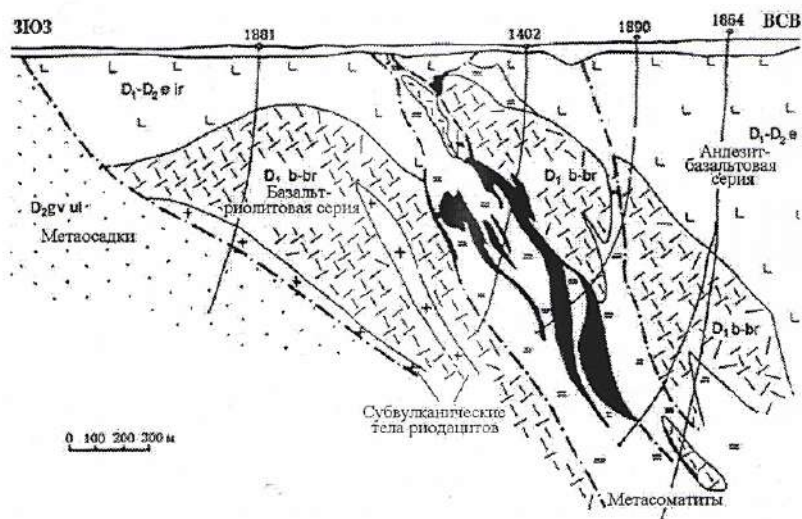 ЗЮЗ
1881
1402
1890
1854
ВСВ
D₁-D₂ e ir
D₁-D₂ e
Андезит-
базальтовая
серия
D₁ b-br
Базальт-
риолитовая серия
D₁ b-br
D₂gv ul
Метаосадки
D₁ b-br
Субвулканические
тела риодацитов
0 100 200 300 м
Метасоматиты